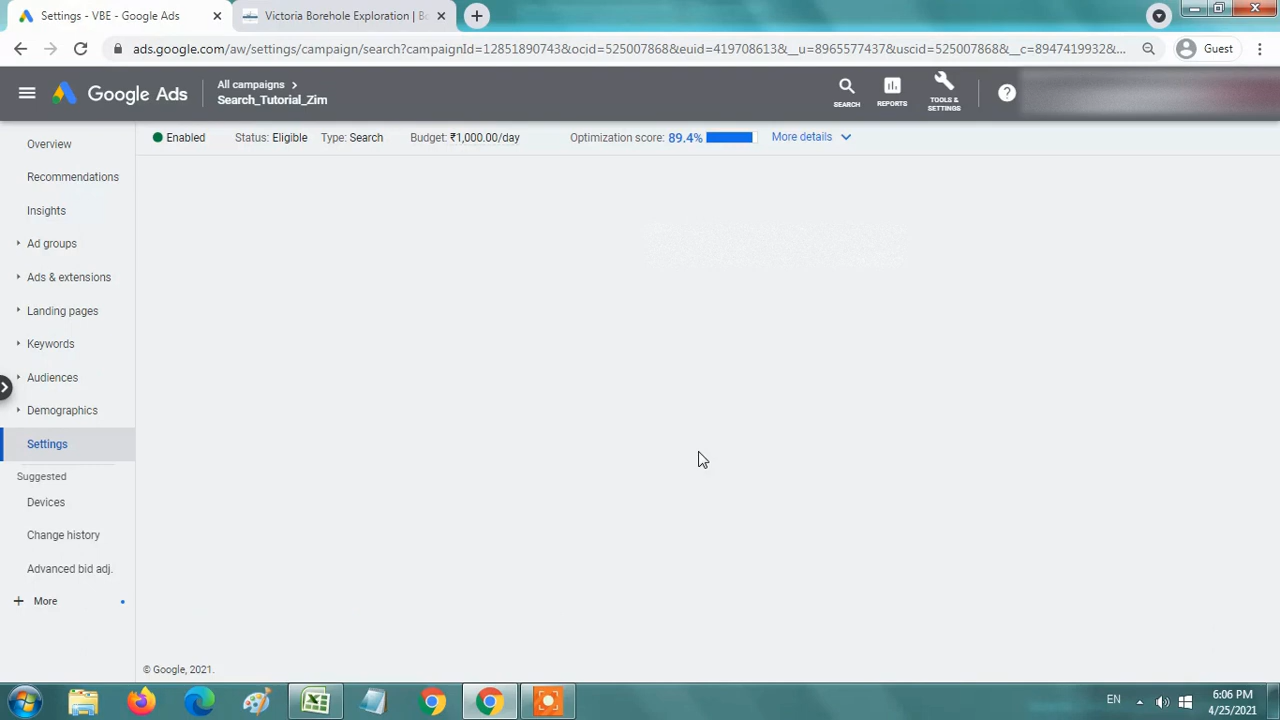 Settings - VBE - Google Ads
Victoria Borehole Exploration | Bo
ads.google.com/aw/settings/campaign/search?campaignId=12851890743&ocid=525007868&euid=419708613&__u=8965577437&uscid=525007868&__c=8947419932&...
Guest
Google Ads
All campaigns
Search_Tutorial_Zim
SEARCH
REPORTS
TOOLS &
SETTINGS
Enabled
Status: Eligible
Type: Search
Budget: ₹1,000.00/day
Optimization score: 89.4%
More details
Overview
Recommendations
Insights
Ad groups
Ads & extensions
Landing pages
Keywords
Audiences
Demographics
Settings
Suggested
Devices
Change history
Advanced bid adj.
+ More
© Google, 2021.
EN
6:06 PM
4/25/2021